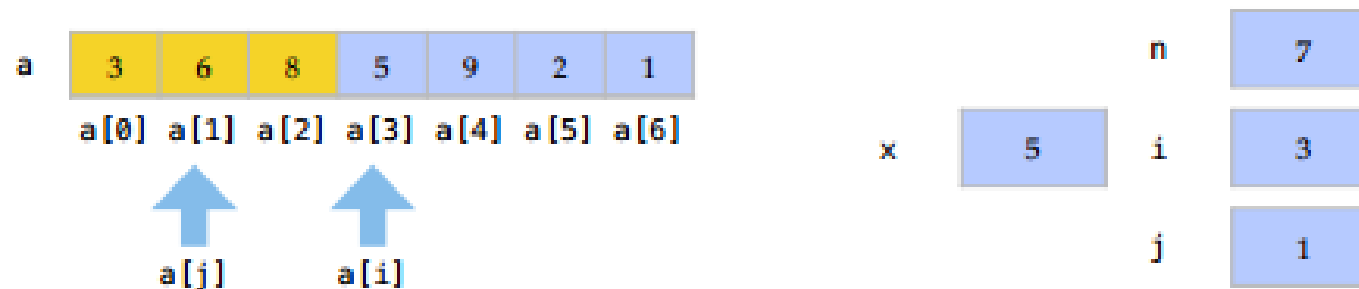 a 3 6 8 5 9 2 1
a[0] a[1] a[2] a[3] a[4] a[5] a[6]
a[j] a[i]
n 7
x 5 i 3
j 1